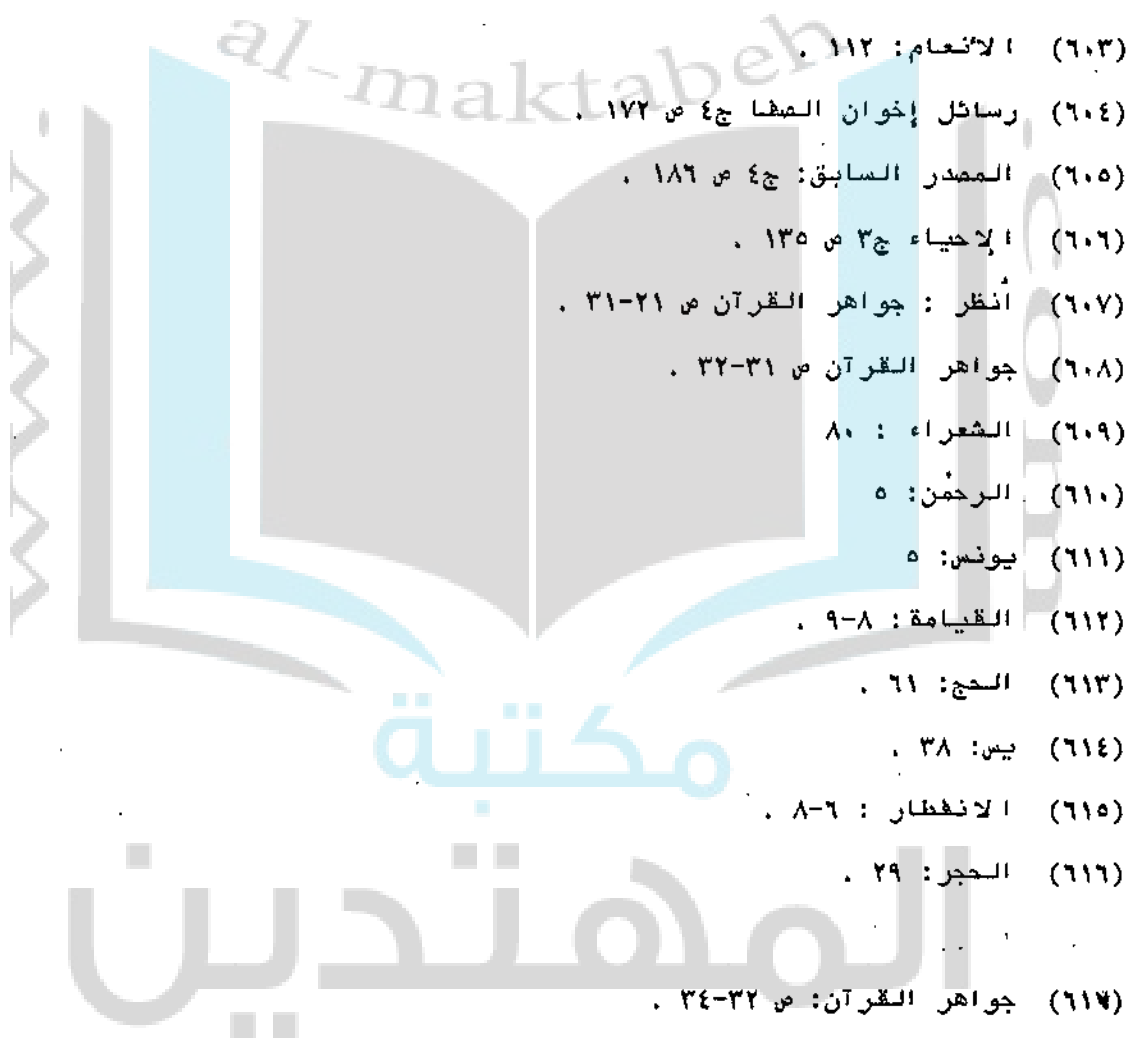 al-maktabeh
(٦٠٣) الأنعام: ١١٢ .
(٦٠٤) رسائل إخوان الصفا ج٤ ص ١٧٢ .
(٦٠٥) المصدر السابق: ج٤ ص ١٨٦ .
(٦٠٦) الإحياء ج٣ ص ١٣٥ .
(٦٠٧) أنظر : جواهر القرآن ص ٢١-٣١ .
(٦٠٨) جواهر القرآن ص ٣١-٣٢ .
(٦٠٩) الشعراء : ٨٠
(٦١٠) الرحمٰن: ٥
(٦١١) يونس: ٥
(٦١٢) القيامة: ٨-٩ .
(٦١٣) الحج: ٦١ .
(٦١٤) يس: ٣٨ .
(٦١٥) الانفطار : ٦-٨ .
(٦١٦) الحجر: ٢٩ .
(٦١٧) جواهر القرآن: ص ٣٢-٣٤ .
مكتبة
المهتدين
.com